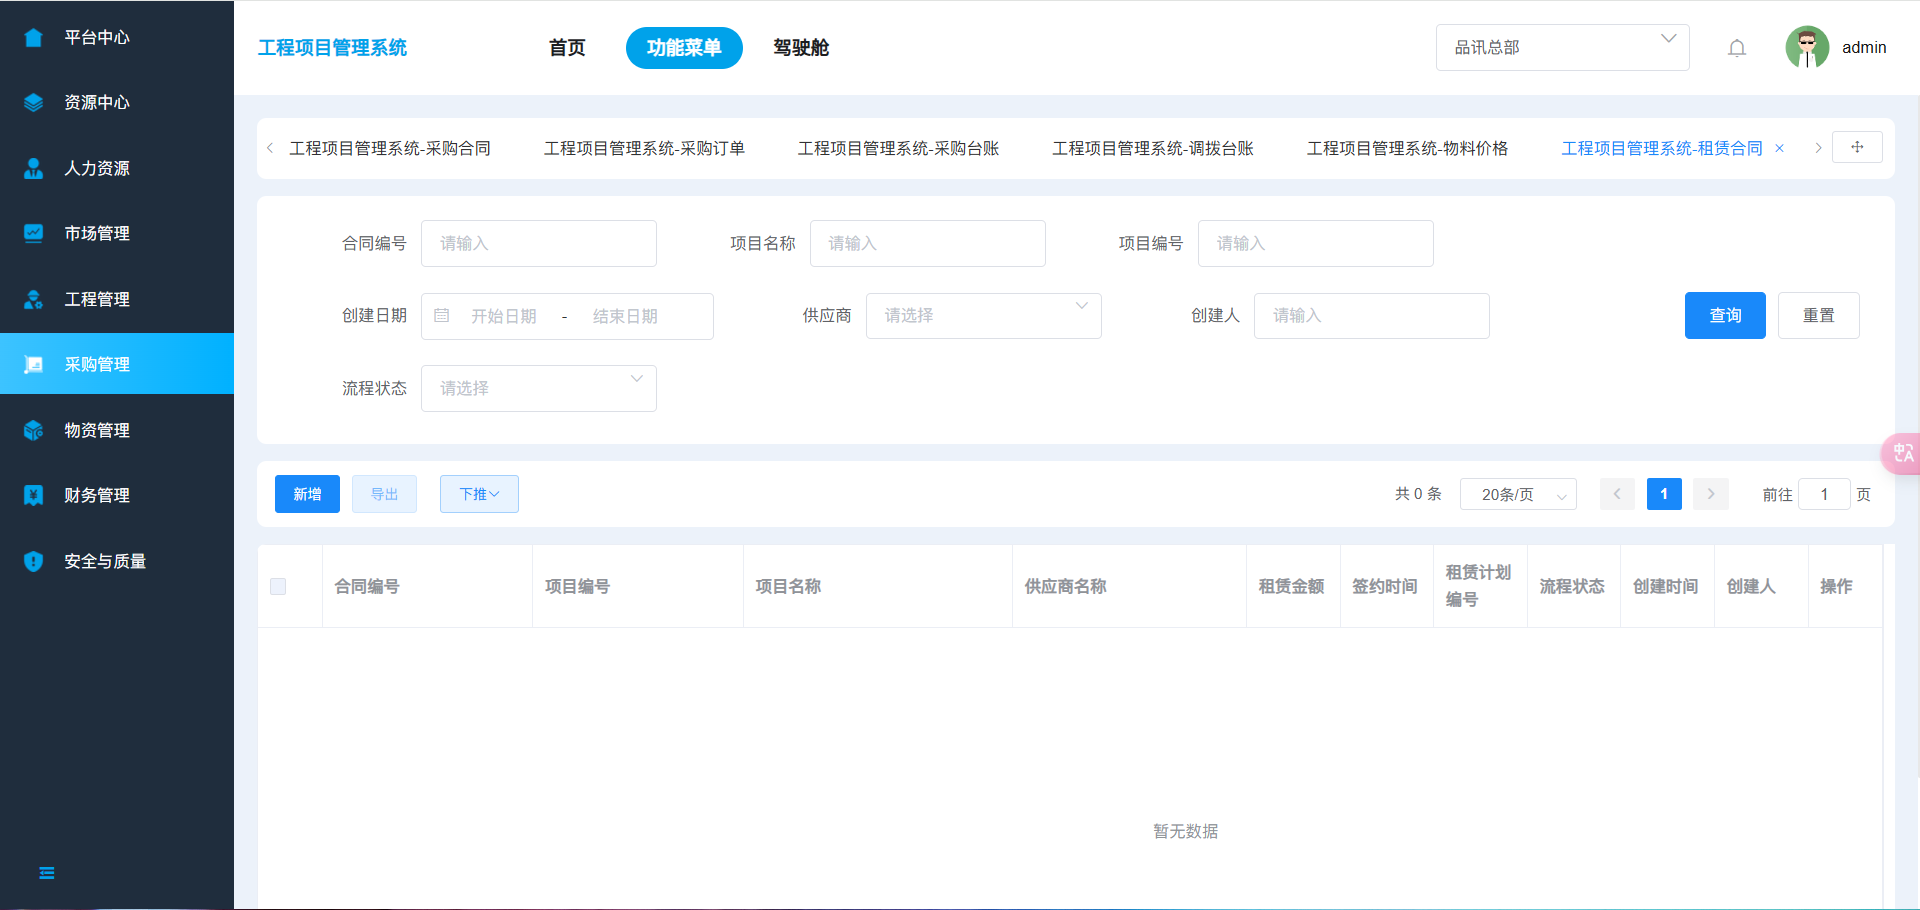 平台中心
资源中心
人力资源
市场管理
工程管理
采购管理
物资管理
财务管理
安全与质量
工程项目管理系统 首页 功能菜单 驾驶舱 品讯总部 admin
工程项目管理系统-采购合同 工程项目管理系统-采购订单 工程项目管理系统-采购台账 工程项目管理系统-调拨台账 工程项目管理系统-物料价格 工程项目管理系统-租赁合同
合同编号 请输入 项目名称 请输入 项目编号 请输入
创建日期 开始日期 - 结束日期 供应商 请选择 创建人 请输入 查询 重置
流程状态 请选择
新增 导出 下推 共 0 条 20条/页 1 前往 1 页
合同编号 项目编号 项目名称 供应商名称 租赁金额 签约时间 租赁计划编号 流程状态 创建时间 创建人 操作
暂无数据
中A